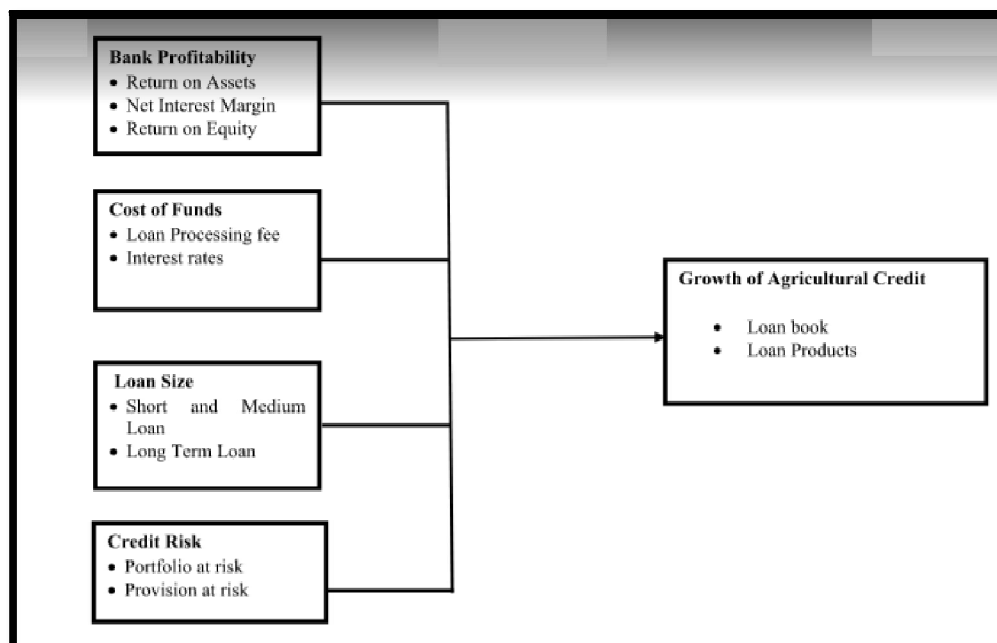 Bank Profitability
• Return on Assets
• Net Interest Margin
• Return on Equity
Cost of Funds
• Loan Processing fee
• Interest rates
Loan Size
• Short and Medium
Loan
• Long Term Loan
Credit Risk
• Portfolio at risk
• Provision at risk
Growth of Agricultural Credit
• Loan book
• Loan Products